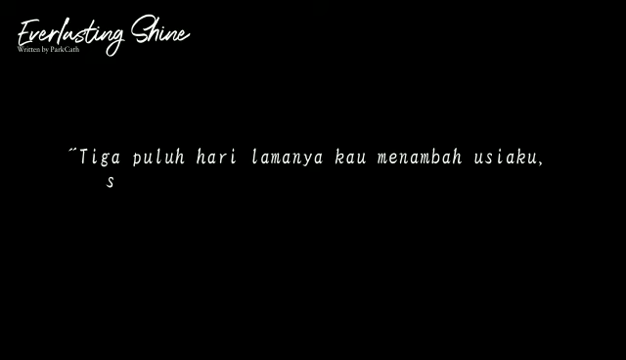 Everlasting Shine
Written by ParkCath
"Tiga puluh hari lamanya kau menambah usiaku,
s